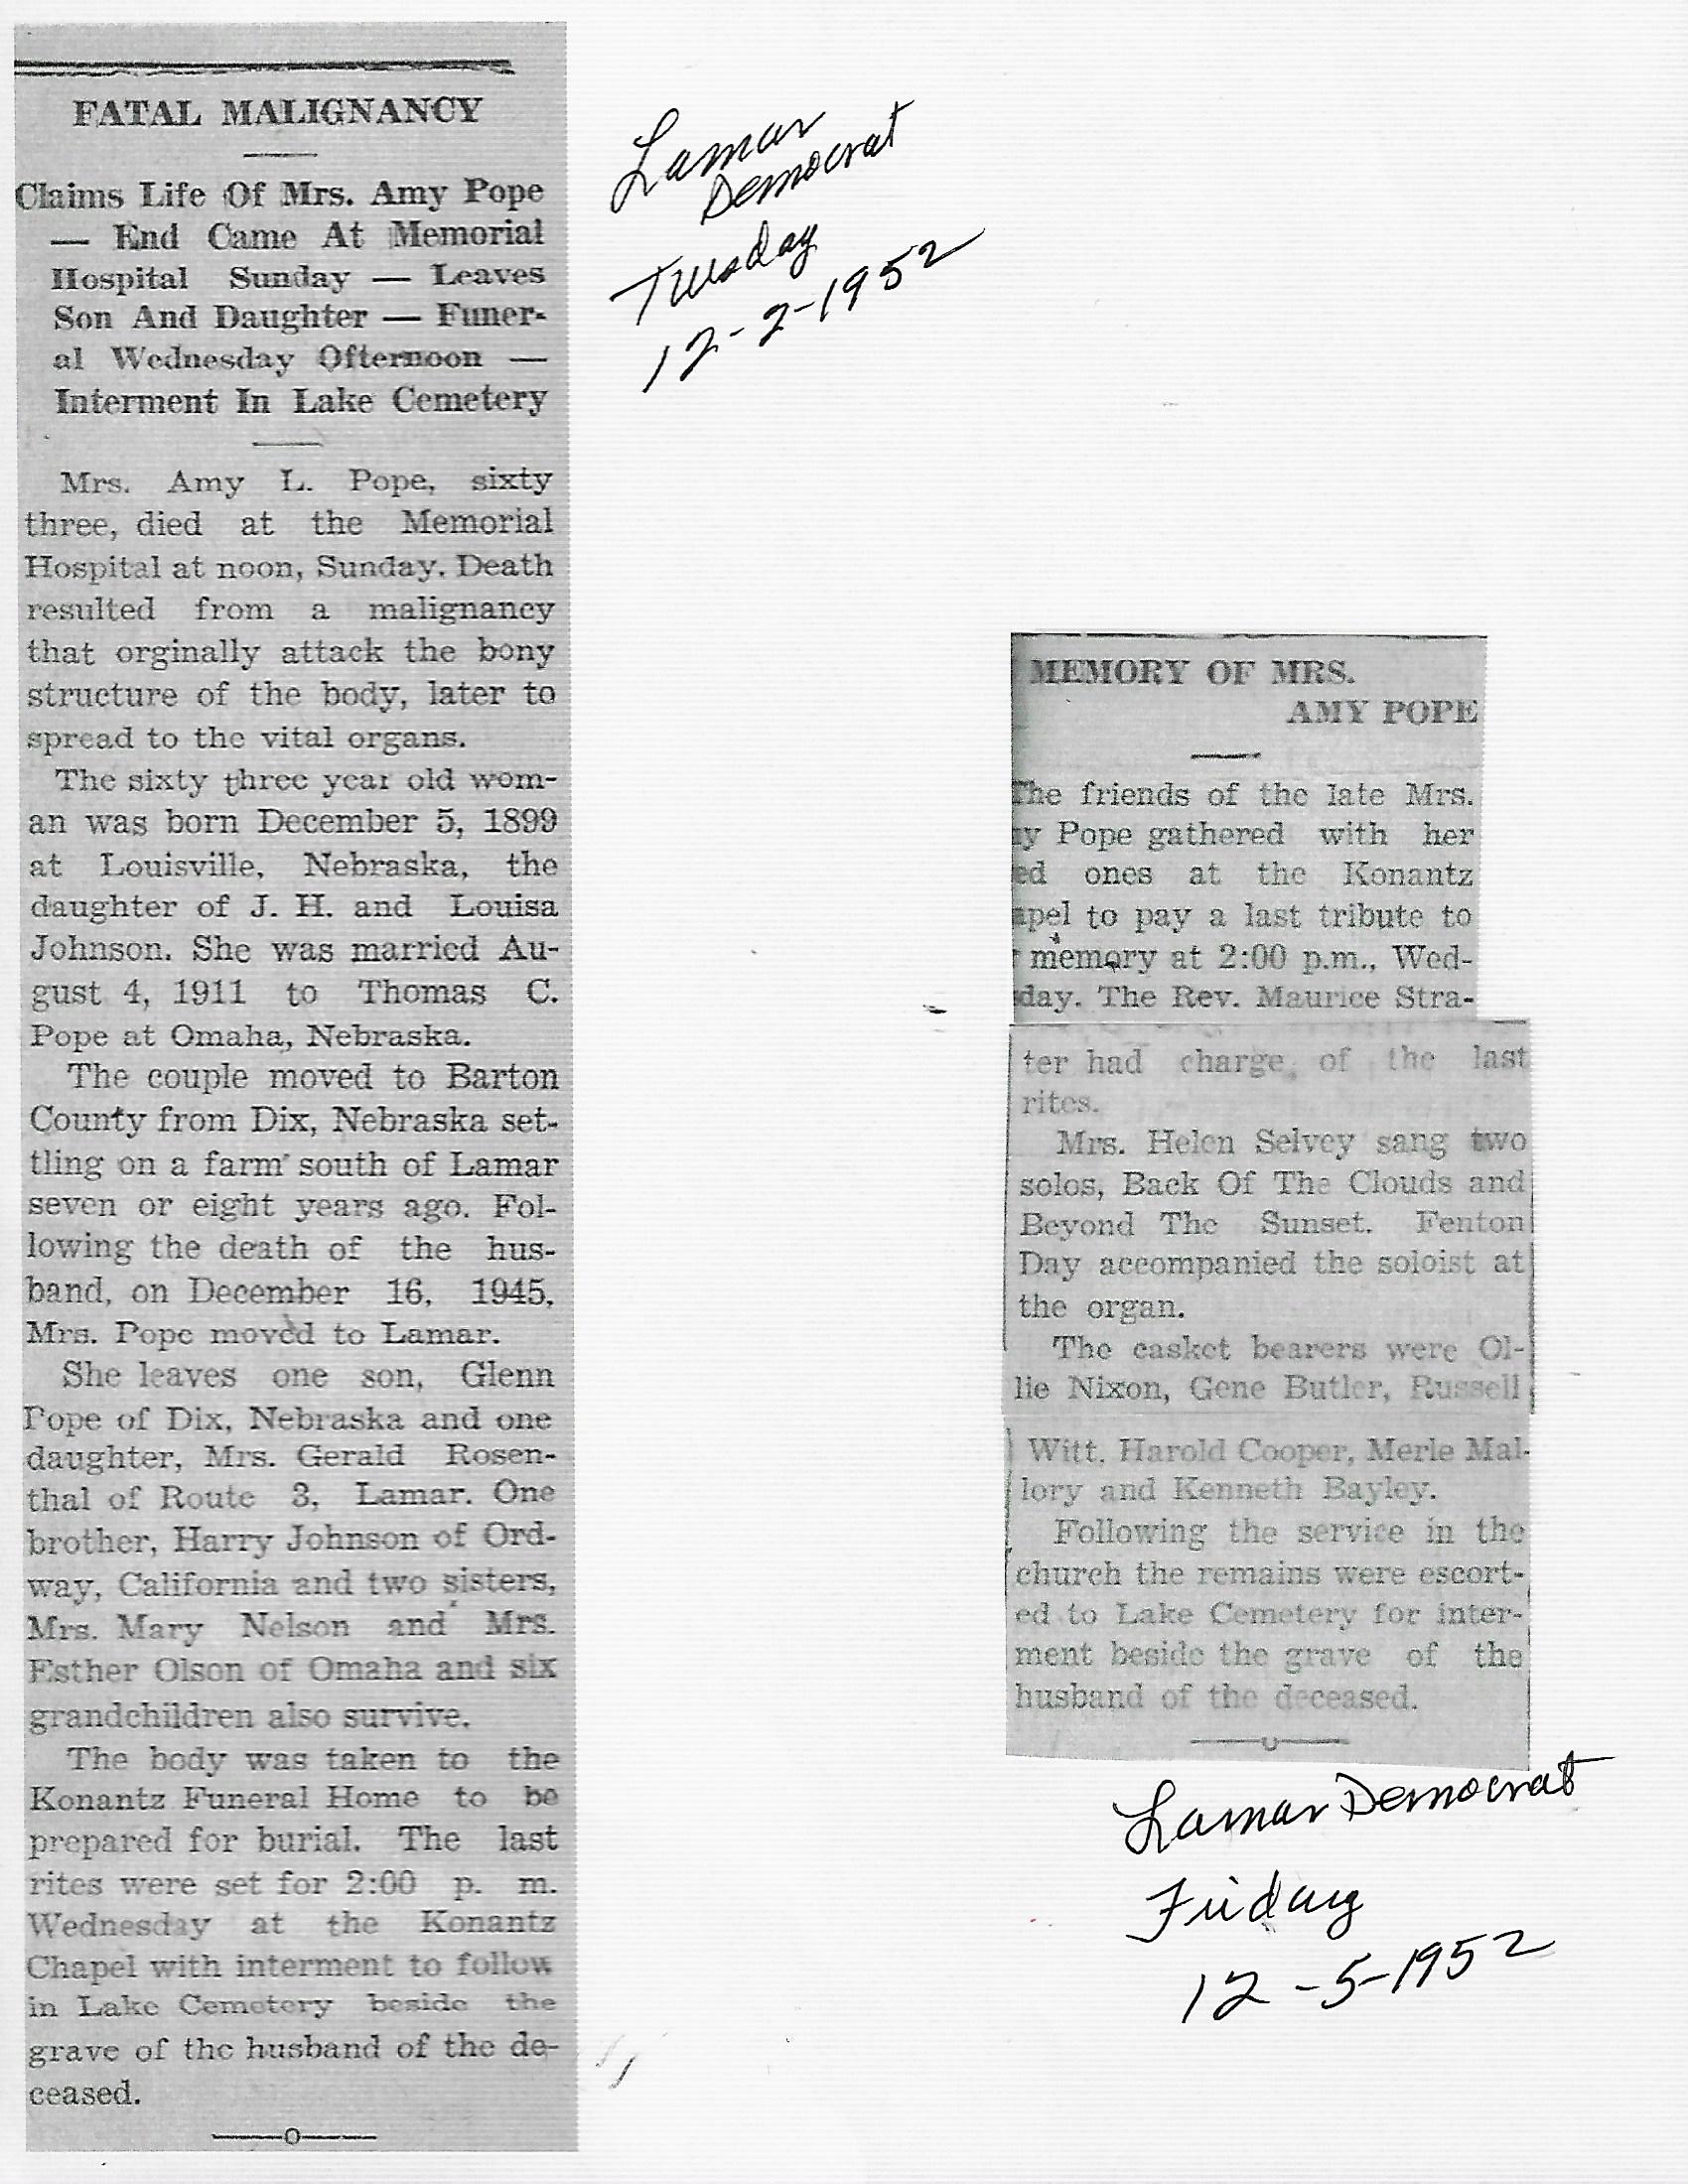 FATAL MALIGNANCY
Claims Life Of Mrs. Amy Pope
— End Came At Memorial
Hospital Sunday — Leaves
Son And Daughter — Funer-
al Wednesday Ofternoon —
Interment In Lake Cemetery
Mrs. Amy L. Pope, sixty
three, died at the Memorial
Hospital at noon, Sunday. Death
resulted from a malignancy
that orginally attack the bony
structure of the body, later to
spread to the vital organs.
The sixty three year old wom-
an was born December 5, 1899
at Louisville, Nebraska, the
daughter of J. H. and Louisa
Johnson. She was married Au-
gust 4, 1911 to Thomas C.
Pope at Omaha, Nebraska.
The couple moved to Barton
County from Dix, Nebraska set-
tling on a farm south of Lamar
seven or eight years ago. Fol-
lowing the death of the hus-
band, on December 16, 1945,
Mrs. Pope moved to Lamar.
She leaves one son, Glenn
Pope of Dix, Nebraska and one
daughter, Mrs. Gerald Rosen-
thal of Route 3, Lamar. One
brother, Harry Johnson of Ord-
way, California and two sisters,
Mrs. Mary Nelson and Mrs.
Esther Olson of Omaha and six
grandchildren also survive.
The body was taken to the
Konantz Funeral Home to be
prepared for burial. The last
rites were set for 2:00 p. m.
Wednesday at the Konantz
Chapel with interment to follow
in Lake Cemetery beside the
grave of the husband of the de-
ceased.
Lamar
Democrat
Tuesday
12-2-1952
MEMORY OF MRS.
AMY POPE
The friends of the late Mrs.
y Pope gathered with her
ed ones at the Konantz
apel to pay a last tribute to
r memory at 2:00 p.m., Wed-
day. The Rev. Maurice Stra-
ter had charge of the last
rites.
Mrs. Helen Selvey sang two
solos, Back Of The Clouds and
Beyond The Sunset. Fenton
Day accompanied the soloist at
the organ.
The casket bearers were Ol-
lie Nixon, Gene Butler, Russell
Witt. Harold Cooper, Merle Mal-
lory and Kenneth Bayley.
Following the service in the
church the remains were escort-
ed to Lake Cemetery for inter-
ment beside the grave of the
husband of the deceased.
Lamar Democrat
Friday
12-5-1952